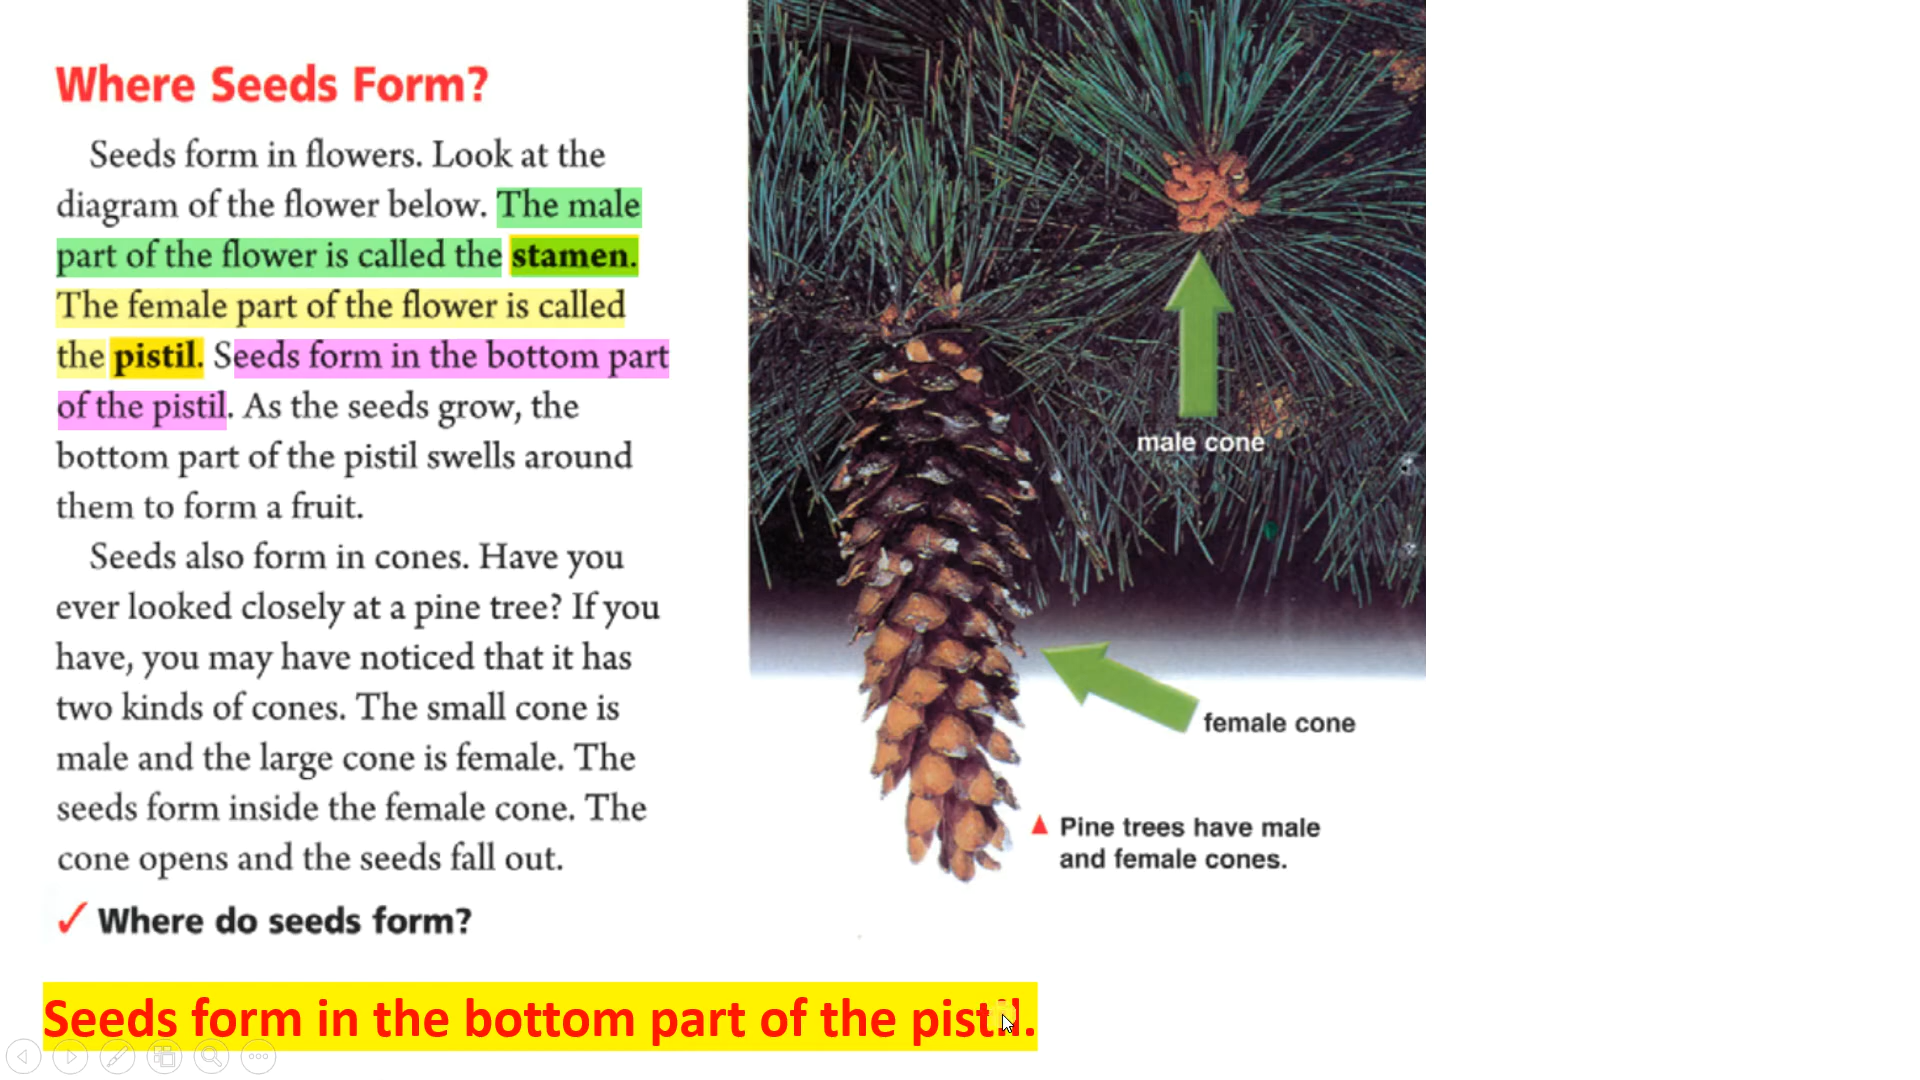 Where Seeds Form?
Seeds form in flowers. Look at the
diagram of the flower below. The male
part of the flower is called the stamen.
The female part of the flower is called
the pistil. Seeds form in the bottom part
of the pistil. As the seeds grow, the
bottom part of the pistil swells around
them to form a fruit.
Seeds also form in cones. Have you
ever looked closely at a pine tree? If you
have, you may have noticed that it has
two kinds of cones. The small cone is
male and the large cone is female. The
seeds form inside the female cone. The
cone opens and the seeds fall out.
✓ Where do seeds form?
Seeds form in the bottom part of the pistil.
male cone
female cone
▲ Pine trees have male
and female cones.